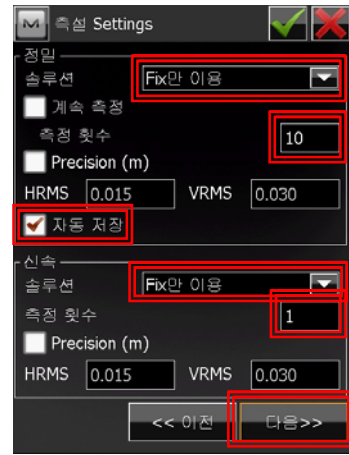 M 측설 Settings
정밀
솔루션 Fix만 이용
계속 측정
측정 횟수 10
Precision (m)
HRMS 0.015 VRMS 0.030
자동 저장
신속
솔루션 Fix만 이용
측정 횟수 1
Precision (m)
HRMS 0.015 VRMS 0.030
<< 이전 다음>>